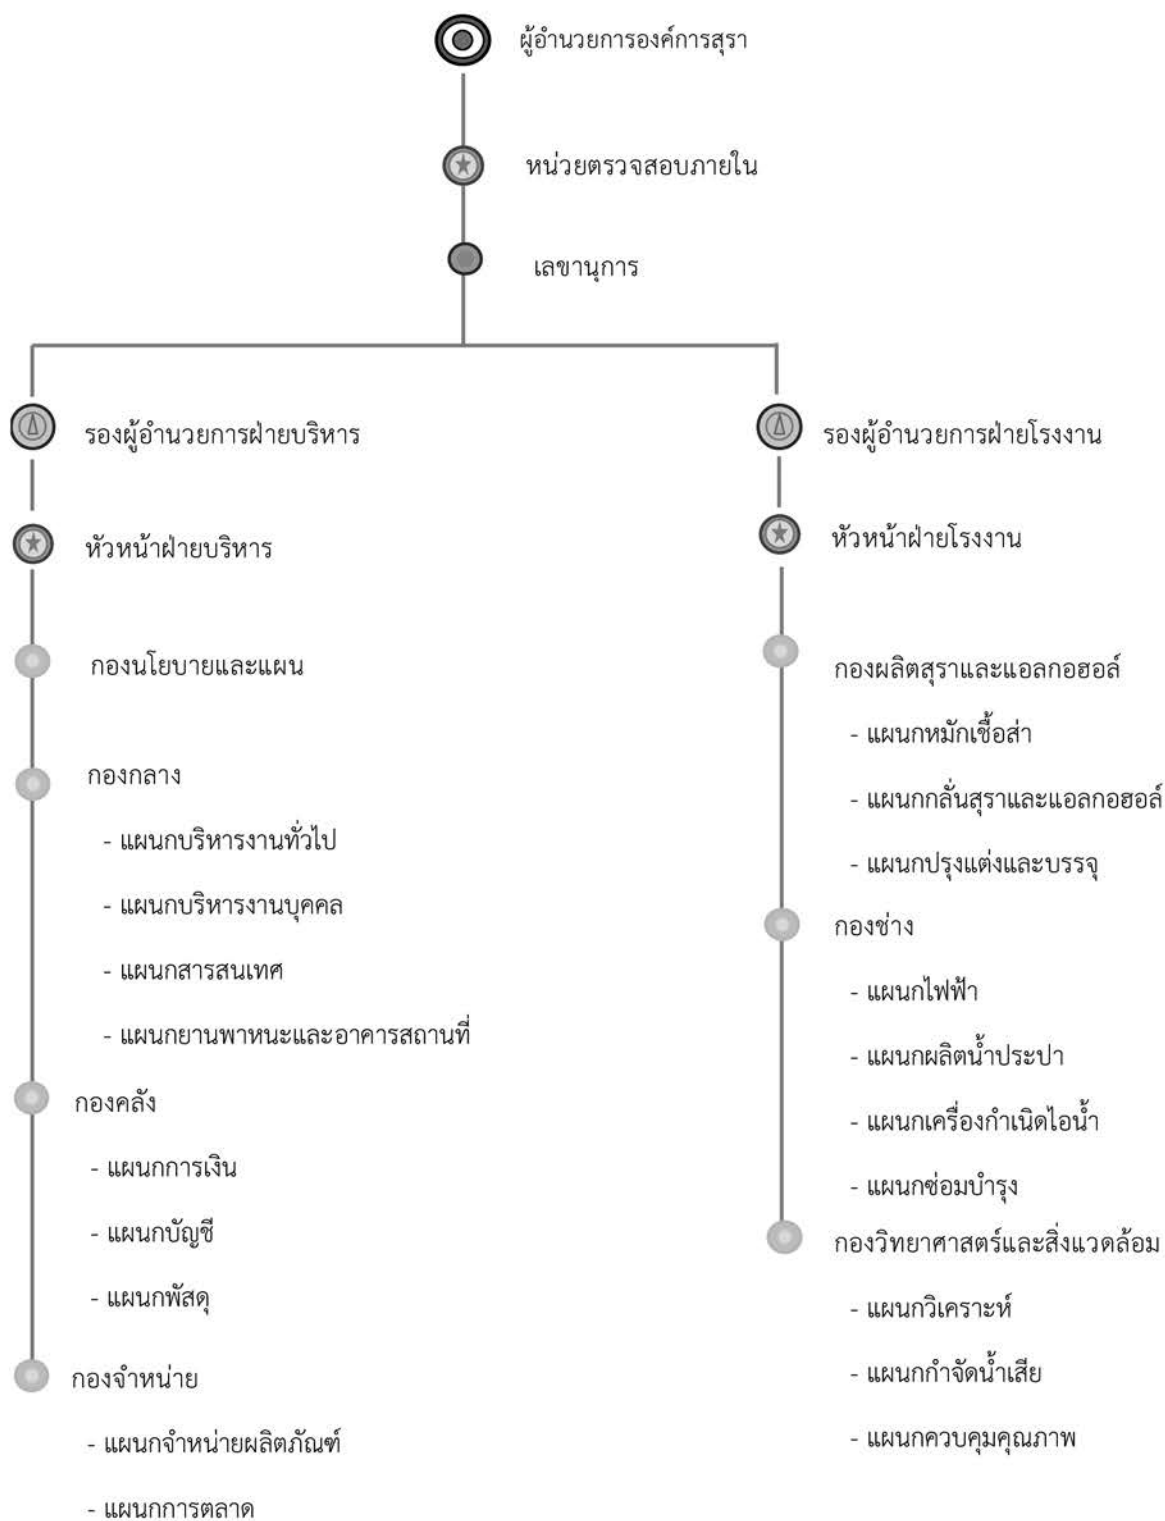 ผู้อำนวยการองค์การสุรา
หน่วยตรวจสอบภายใน
เลขานุการ
รองผู้อำนวยการฝ่ายบริหาร
หัวหน้าฝ่ายบริหาร
กองนโยบายและแผน
กองกลาง
- แผนกบริหารงานทั่วไป
- แผนกบริหารงานบุคคล
- แผนกสารสนเทศ
- แผนกยานพาหนะและอาคารสถานที่
กองคลัง
- แผนกการเงิน
- แผนกบัญชี
- แผนกพัสดุ
กองจำหน่าย
- แผนกจำหน่ายผลิตภัณฑ์
- แผนกการตลาด
รองผู้อำนวยการฝ่ายโรงงาน
หัวหน้าฝ่ายโรงงาน
กองผลิตสุราและแอลกอฮอล์
- แผนกหมักเชื้อส่า
- แผนกกลั่นสุราและแอลกอฮอล์
- แผนกปรุงแต่งและบรรจุ
กองช่าง
- แผนกไฟฟ้า
- แผนกผลิตน้ำประปา
- แผนกเครื่องกำเนิดไอน้ำ
- แผนกซ่อมบำรุง
กองวิทยาศาสตร์และสิ่งแวดล้อม
- แผนกวิเคราะห์
- แผนกกำจัดน้ำเสีย
- แผนกควบคุมคุณภาพ